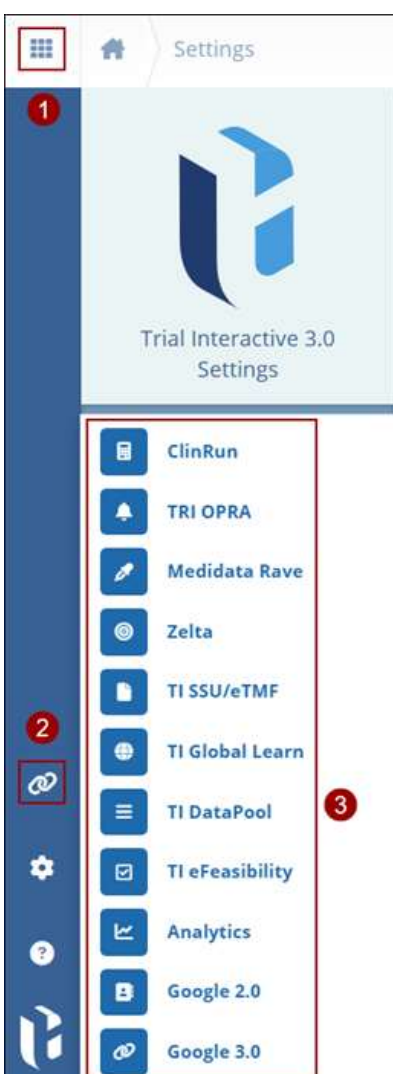 Settings
1
Trial Interactive 3.0
Settings
ClinRun
TRI OPRA
Medidata Rave
Zelta
TI SSU/eTMF
2
TI Global Learn
TI DataPool
3
TI eFeasibility
Analytics
?
Google 2.0
Google 3.0